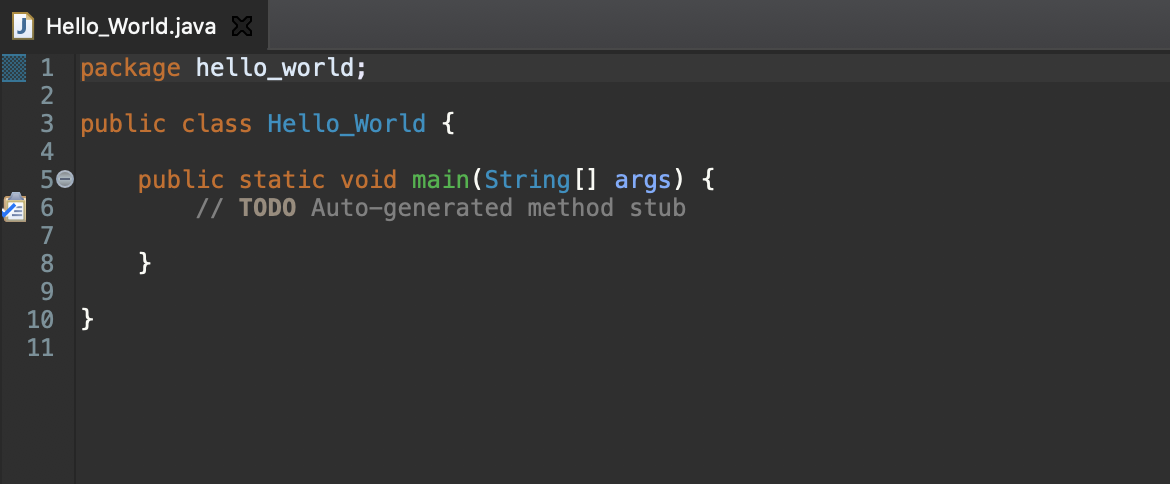 Hello_World.java
1 package hello_world;
2
3 public class Hello_World {
4
5 public static void main(String[] args) {
6 // TODO Auto-generated method stub
7
8 }
9
10 }
11